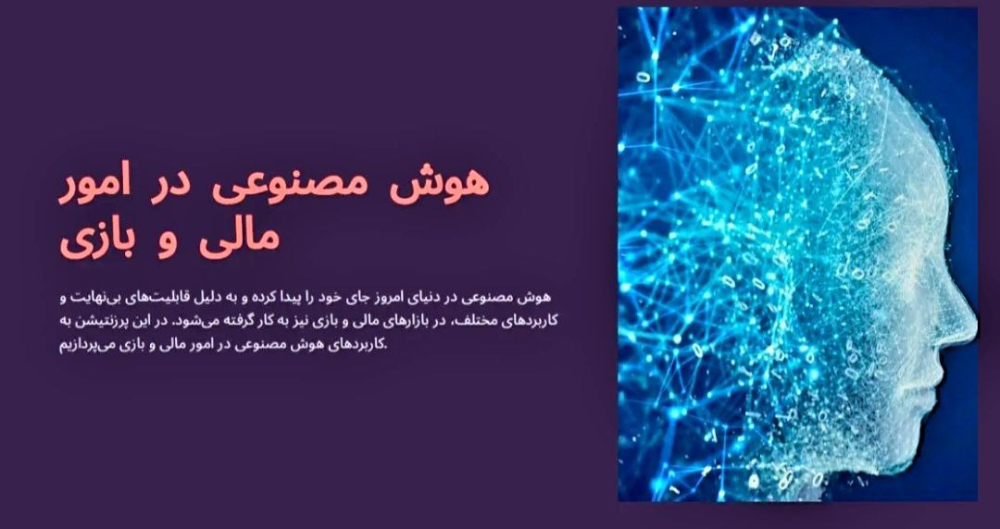 هوش مصنوعی در امور
مالی و بازی
هوش مصنوعی در دنیای امروز جای خود را پیدا کرده و به دلیل قابلیت‌های بی‌نهایت و
کاربردهای مختلف، در بازارهای مالی و بازی نیز به کار گرفته می‌شود. در این پرزنتیشن به
کاربردهای هوش مصنوعی در امور مالی و بازی می‌پردازیم.